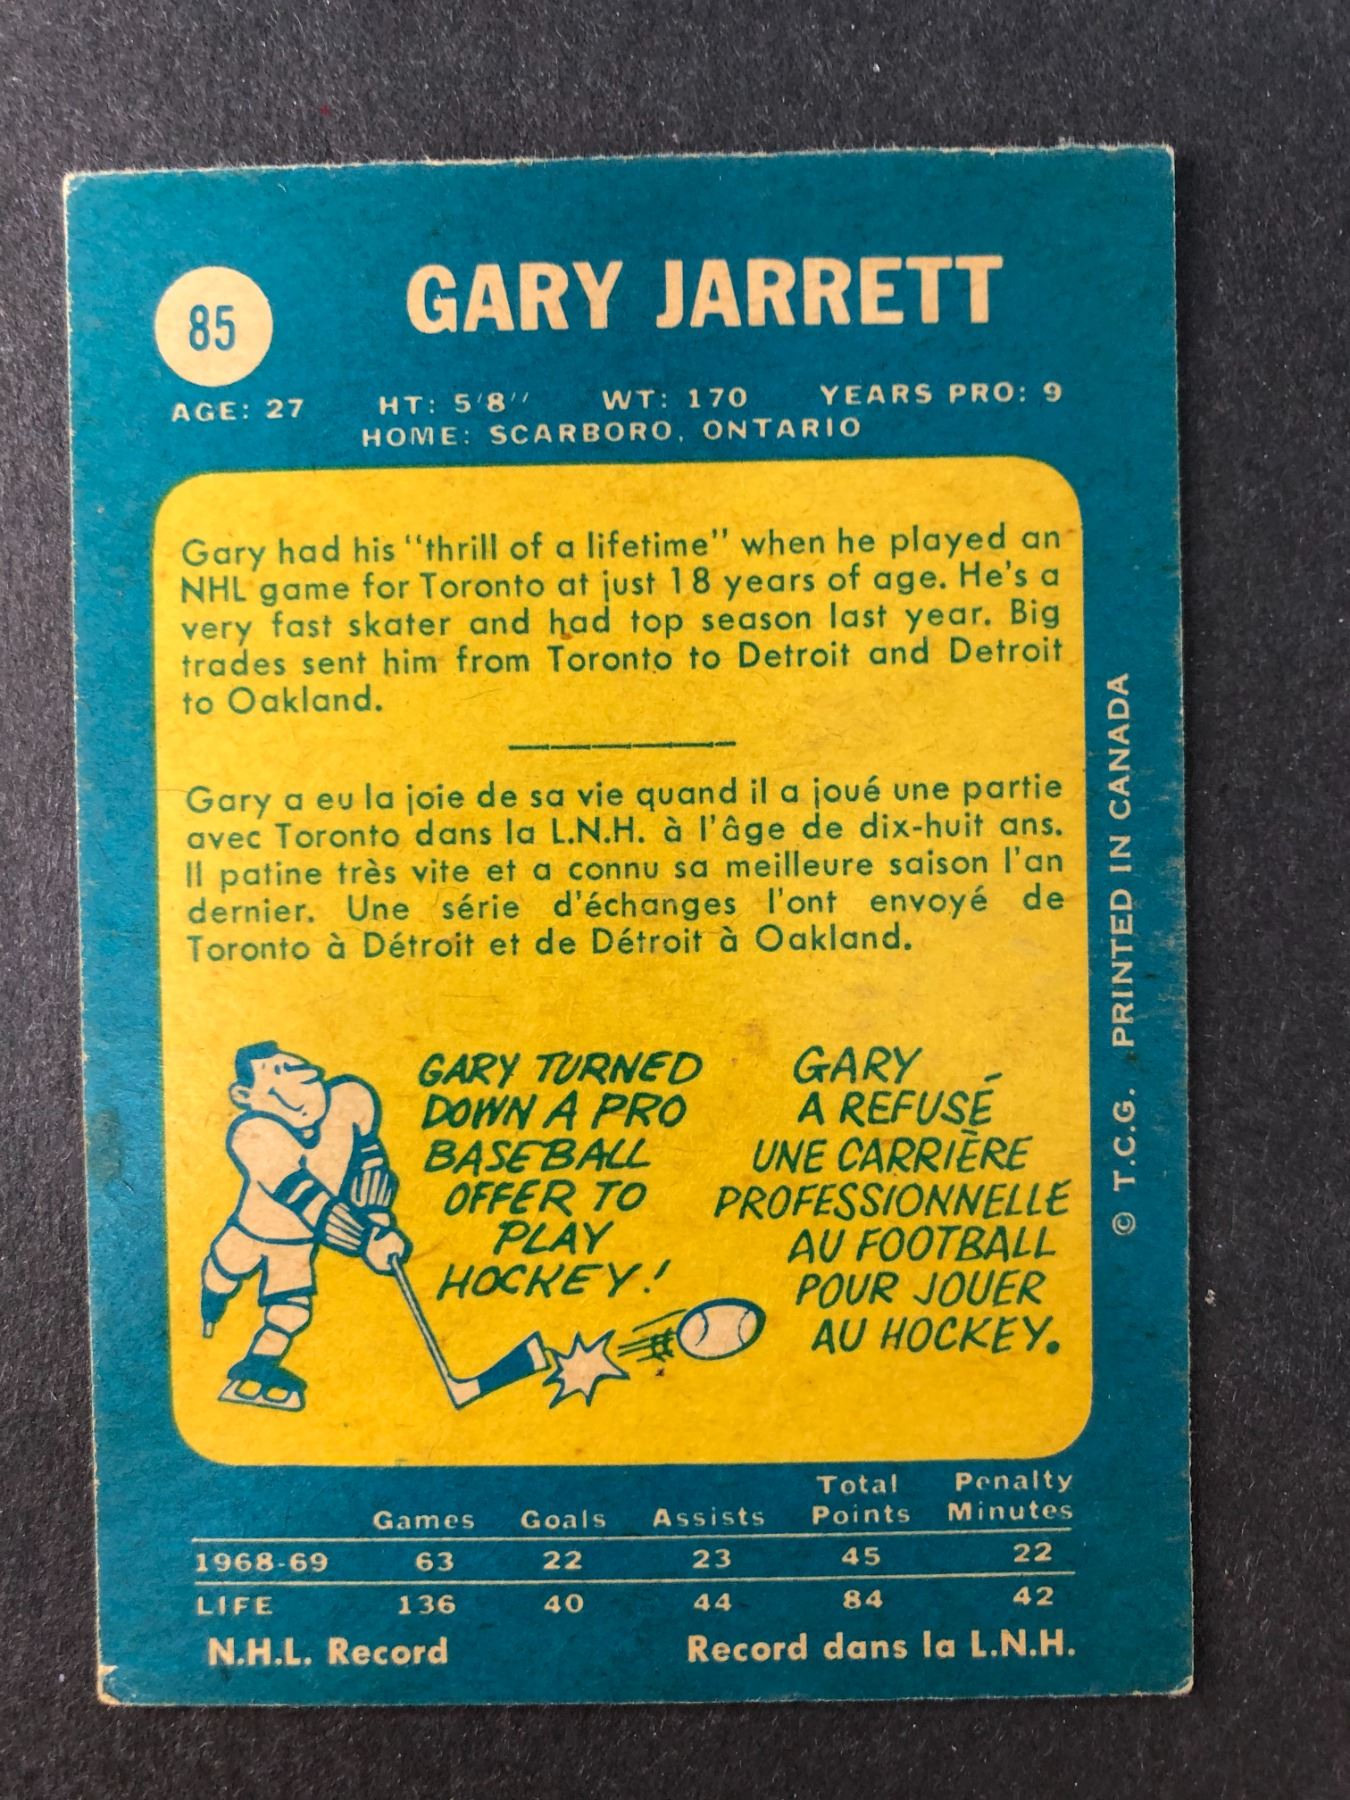 85
GARY JARRETT
AGE: 27 HT: 5'8" WT: 170 YEARS PRO: 9
HOME: SCARBORO, ONTARIO
Gary had his "thrill of a lifetime" when he played an
NHL game for Toronto at just 18 years of age. He's a
very fast skater and had top season last year. Big
trades sent him from Toronto to Detroit and Detroit
to Oakland.
Gary a eu la joie de sa vie quand il a joué une partie
avec Toronto dans la L.N.H. à l'âge de dix-huit ans.
Il patine très vite et a connu sa meilleure saison l'an
dernier. Une série d'échanges l'ont envoyé de
Toronto à Détroit et de Détroit à Oakland.
GARY TURNED
DOWN A PRO
BASEBALL
OFFER TO
PLAY
HOCKEY!
GARY
A REFUSÉ
UNE CARRIÈRE
PROFESSIONNELLE
AU FOOTBALL
POUR JOUER
AU HOCKEY.
© T.C.G. PRINTED IN CANADA
Games Goals Assists Total Points Penalty Minutes
1968-69 63 22 23 45 22
LIFE 136 40 44 84 42
N.H.L. Record Record dans la L.N.H.